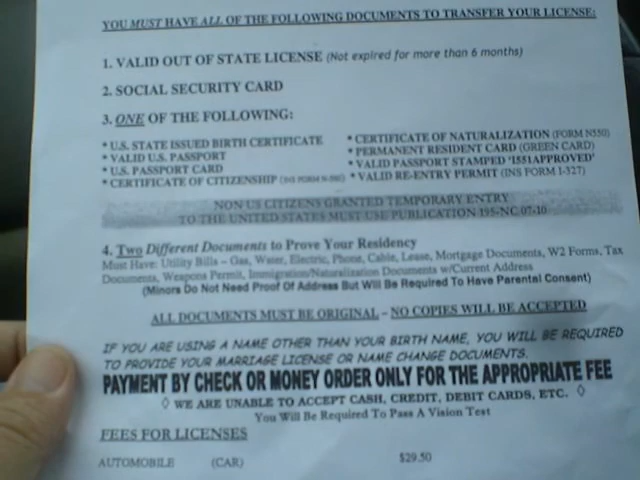 YOU MUST HAVE ALL OF THE FOLLOWING DOCUMENTS TO TRANSFER YOUR LICENSE:
1. VALID OUT OF STATE LICENSE (Not expired for more than 6 months)
2. SOCIAL SECURITY CARD
3. ONE OF THE FOLLOWING:
* U.S. STATE ISSUED BIRTH CERTIFICATE
* VALID U.S. PASSPORT
* U.S. PASSPORT CARD
* CERTIFICATE OF CITIZENSHIP (INS FORM N-560)
* CERTIFICATE OF NATURALIZATION (FORM N550)
* PERMANENT RESIDENT CARD (GREEN CARD)
* VALID PASSPORT STAMPED '1551APPROVED'
* VALID RE-ENTRY PERMIT (INS FORM I-327)
NON US CITIZENS GRANTED TEMPORARY ENTRY
TO THE UNITED STATES MUST USE PUBLICATION 195-NC 07-10
4. Two Different Documents to Prove Your Residency
Must Have: Utility Bills – Gas, Water, Electric, Phone, Cable, Lease, Mortgage Documents, W2 Forms, Tax
Documents, Weapons Permit, Immigration/Naturalization Documents w/Current Address
(Minors Do Not Need Proof Of Address But Will Be Required To Have Parental Consent)
ALL DOCUMENTS MUST BE ORIGINAL – NO COPIES WILL BE ACCEPTED
IF YOU ARE USING A NAME OTHER THAN YOUR BIRTH NAME, YOU WILL BE REQUIRED
TO PROVIDE YOUR MARRIAGE LICENSE OR NAME CHANGE DOCUMENTS.
PAYMENT BY CHECK OR MONEY ORDER ONLY FOR THE APPROPRIATE FEE
◊ WE ARE UNABLE TO ACCEPT CASH, CREDIT, DEBIT CARDS, ETC. ◊
You Will Be Required To Pass A Vision Test
FEES FOR LICENSES
AUTOMOBILE (CAR) $29.50